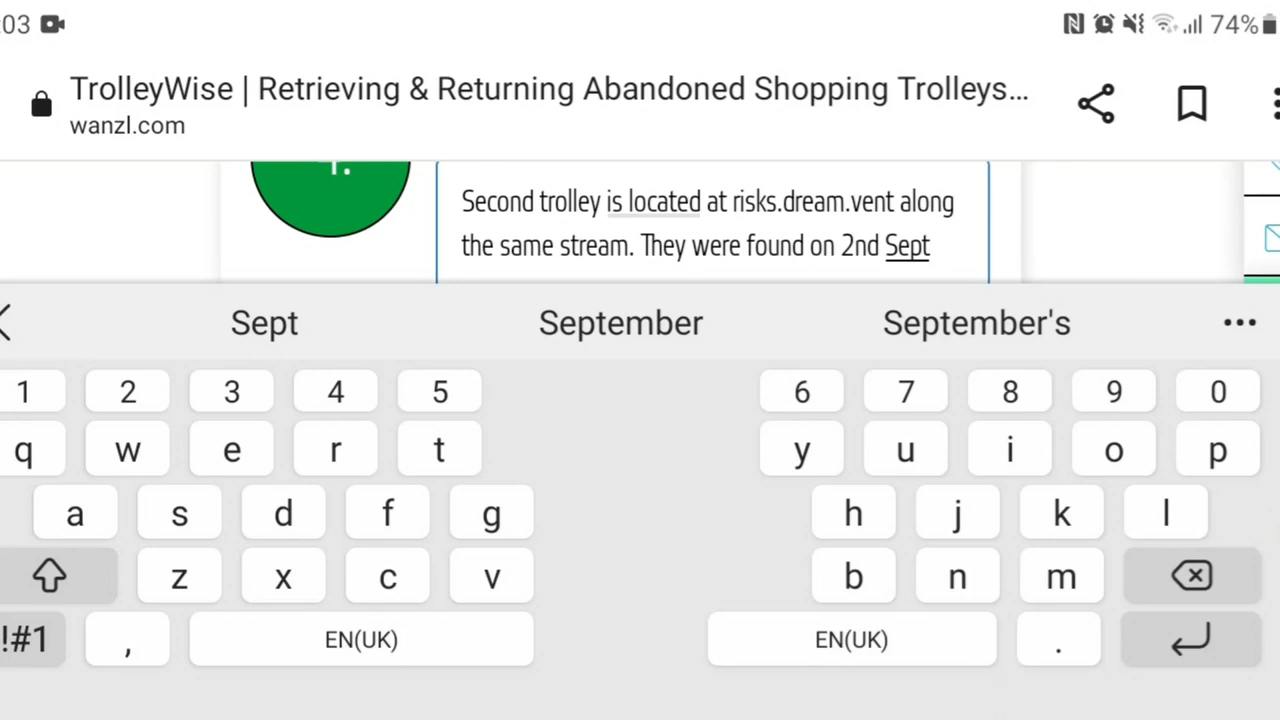 :03
74%
TrolleyWise | Retrieving & Returning Abandoned Shopping Trolleys...
wanzl.com
Second trolley is located at risks.dream.vent along
the same stream. They were found on 2nd Sept
Sept September September's
1 2 3 4 5 6 7 8 9 0
q w e r t y u i o p
a s d f g h j k l
z x c v b n m
!#1 , EN(UK) EN(UK) .